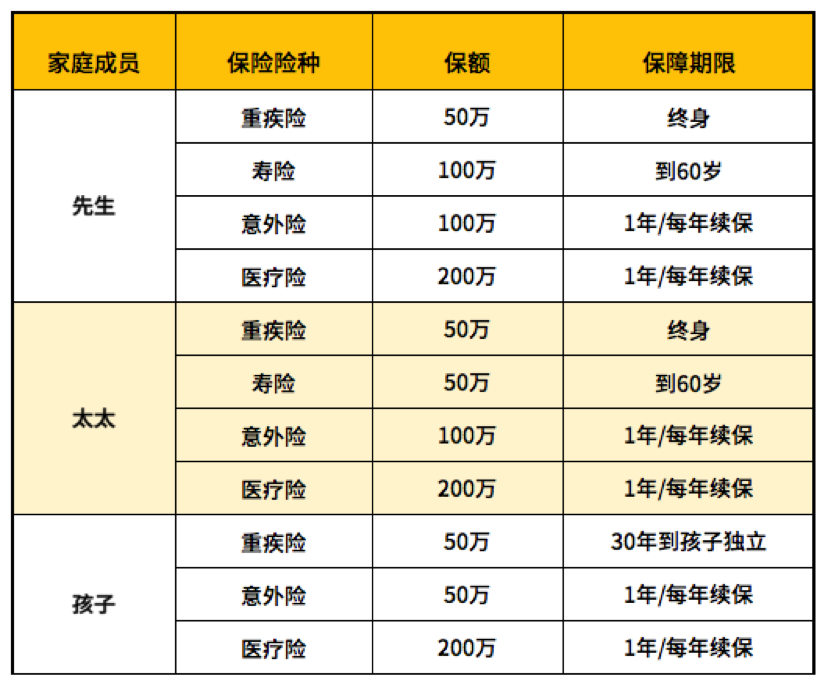 家庭成员 保险险种 保额 保障期限
先生 重疾险 50万 终身
寿险 100万 到60岁
意外险 100万 1年/每年续保
医疗险 200万 1年/每年续保
太太 重疾险 50万 终身
寿险 50万 到60岁
意外险 100万 1年/每年续保
医疗险 200万 1年/每年续保
孩子 重疾险 50万 30年到孩子独立
意外险 50万 1年/每年续保
医疗险 200万 1年/每年续保